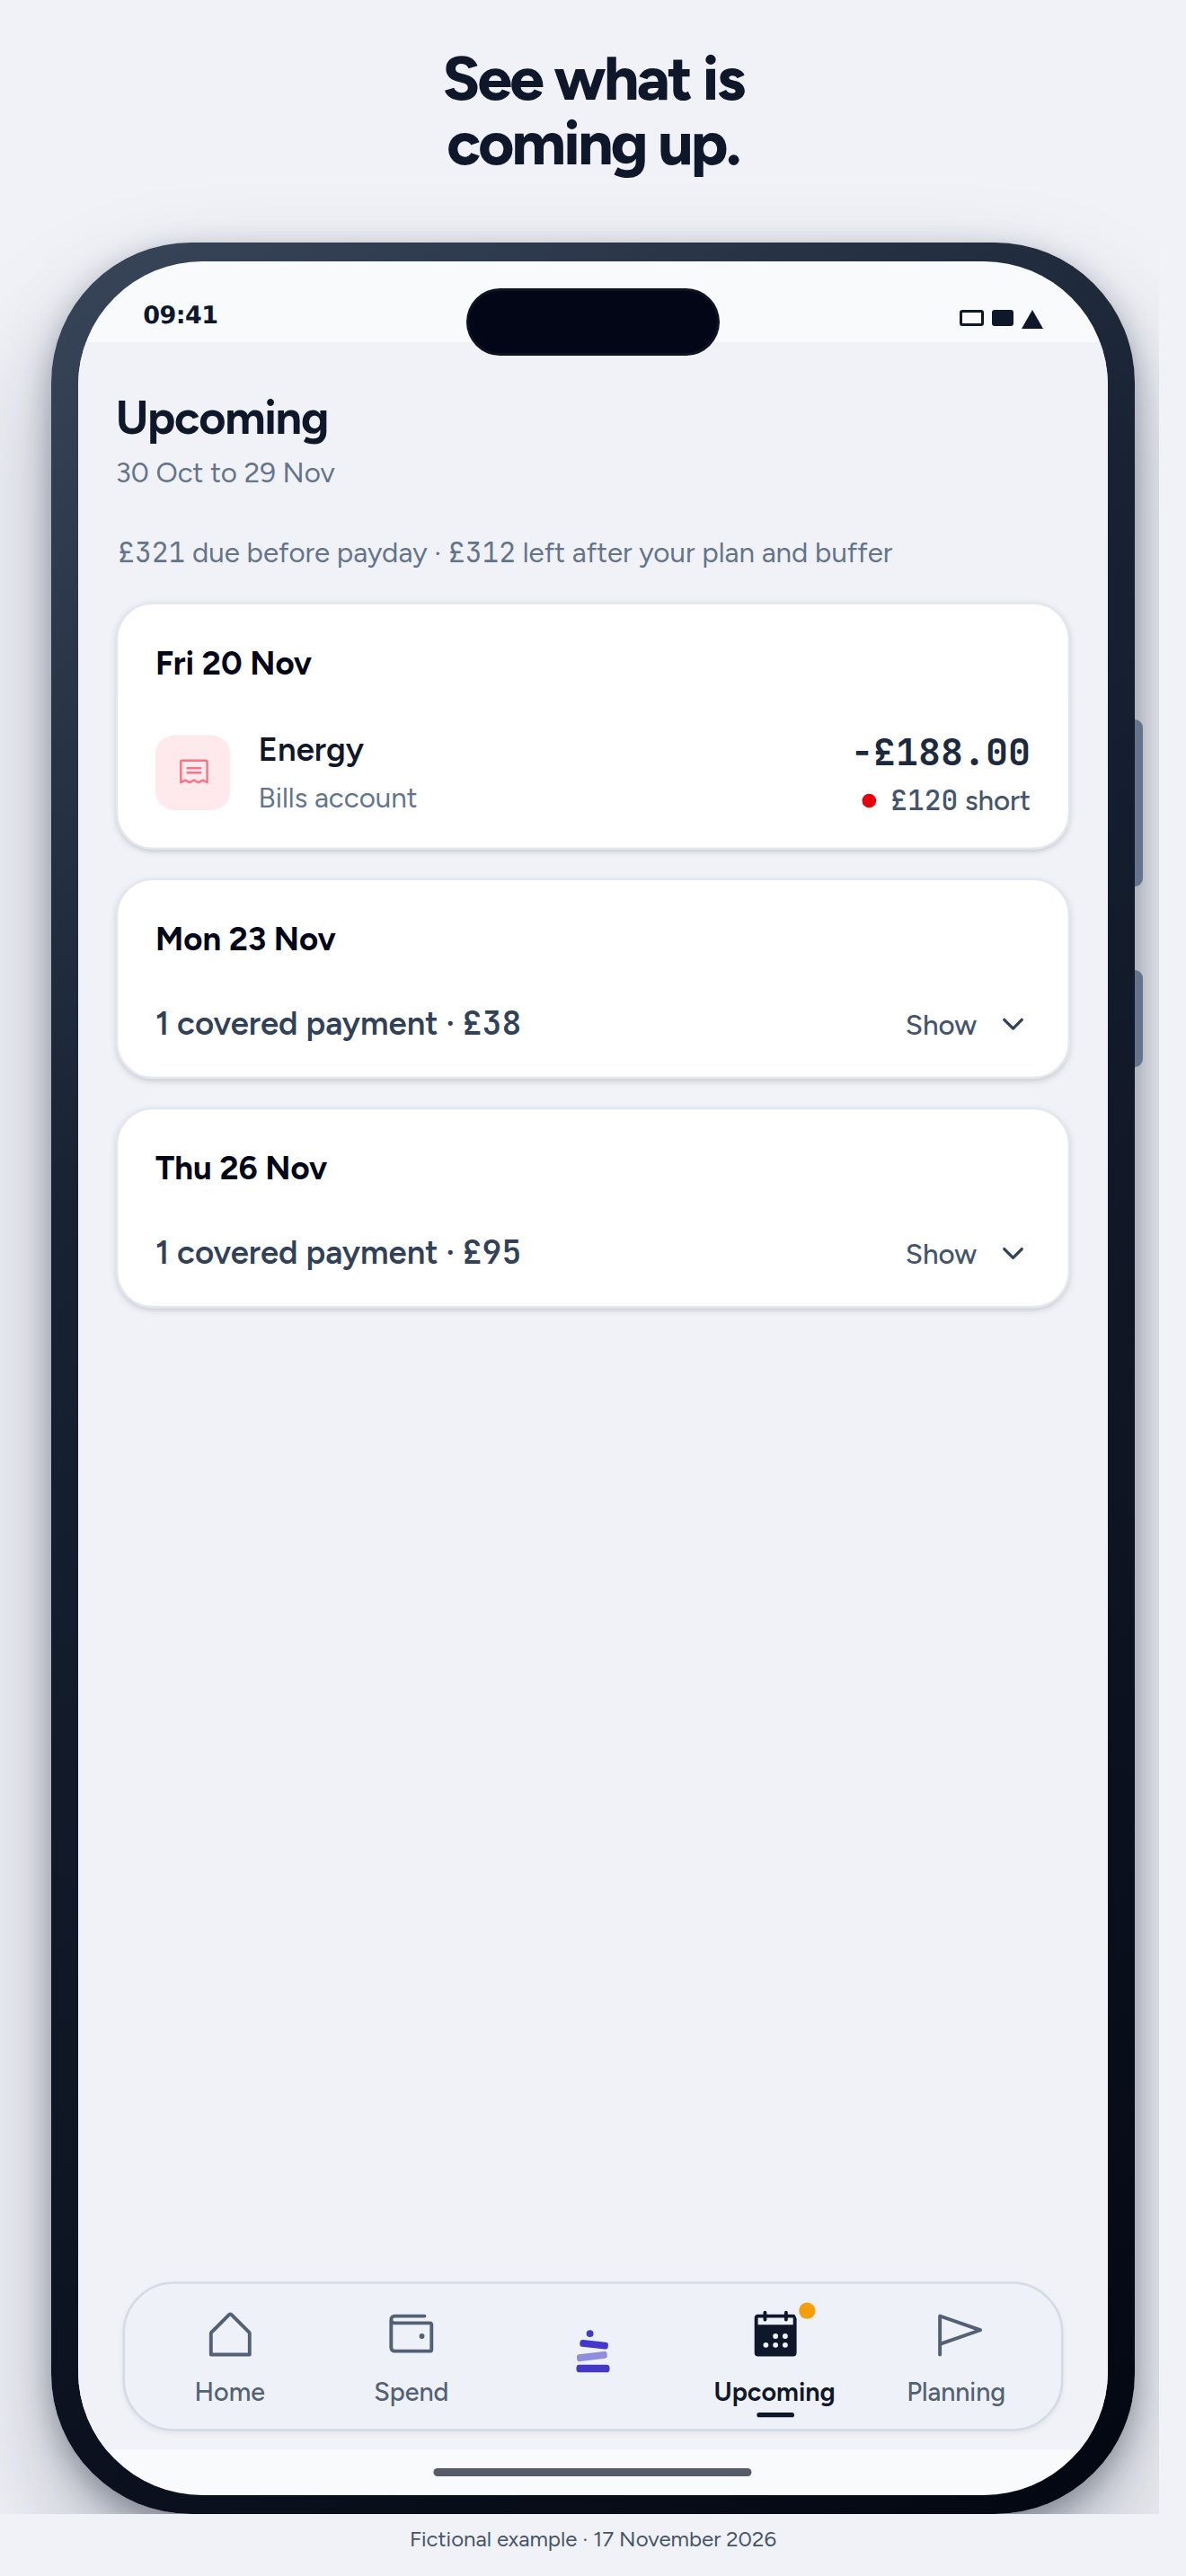 See what is
coming up.
09:41
Upcoming
30 Oct to 29 Nov
£321 due before payday · £312 left after your plan and buffer
Fri 20 Nov
Energy
-£188.00
Bills account
£120 short
Mon 23 Nov
1 covered payment · £38
Show
Thu 26 Nov
1 covered payment · £95
Show
Home
Spend
Upcoming
Planning
Fictional example · 17 November 2026